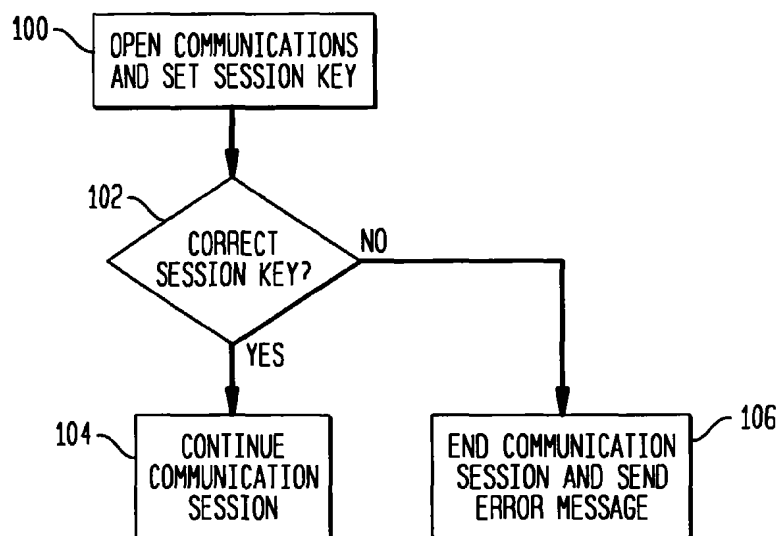 100
OPEN COMMUNICATIONS
AND SET SESSION KEY
102
CORRECT
SESSION KEY?
NO
YES
104
CONTINUE
COMMUNICATION
SESSION
END COMMUNICATION
SESSION AND SEND
ERROR MESSAGE
106